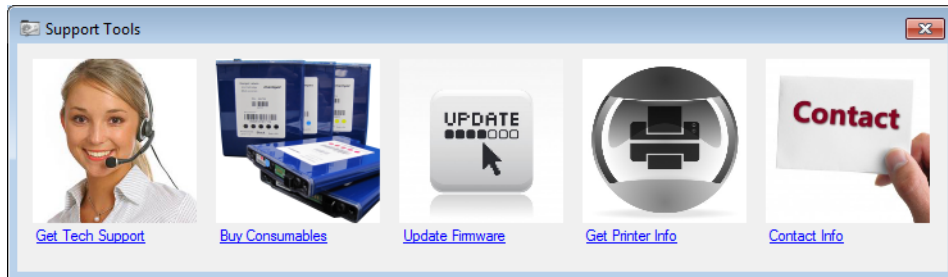 Support Tools
UPDATE
Contact
Get Tech Support
Buy Consumables
Update Firmware
Get Printer Info
Contact Info